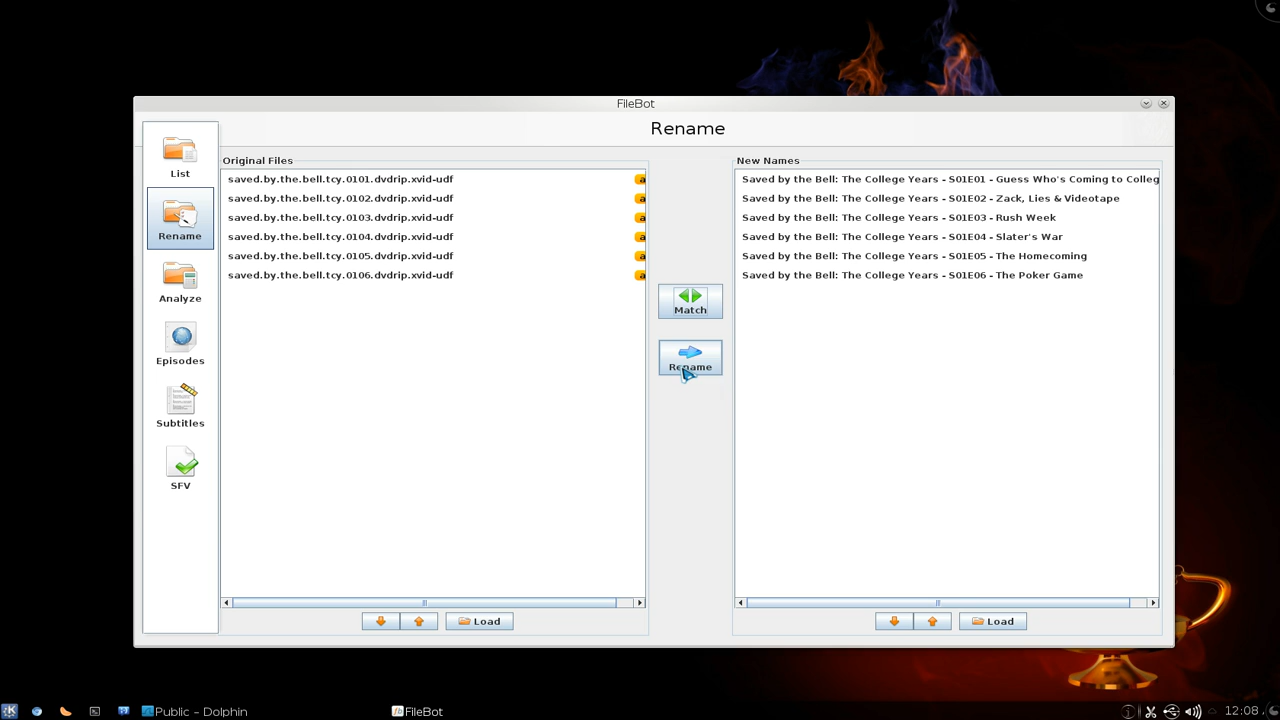 FileBot
Rename
List
Rename
Analyze
Episodes
Subtitles
SFV
Original Files
saved.by.the.bell.tcy.0101.dvdrip.xvid-udf
saved.by.the.bell.tcy.0102.dvdrip.xvid-udf
saved.by.the.bell.tcy.0103.dvdrip.xvid-udf
saved.by.the.bell.tcy.0104.dvdrip.xvid-udf
saved.by.the.bell.tcy.0105.dvdrip.xvid-udf
saved.by.the.bell.tcy.0106.dvdrip.xvid-udf
a
a
a
a
a
a
Load
Match
Rename
New Names
Saved by the Bell: The College Years - S01E01 - Guess Who's Coming to Colleg
Saved by the Bell: The College Years - S01E02 - Zack, Lies & Videotape
Saved by the Bell: The College Years - S01E03 - Rush Week
Saved by the Bell: The College Years - S01E04 - Slater's War
Saved by the Bell: The College Years - S01E05 - The Homecoming
Saved by the Bell: The College Years - S01E06 - The Poker Game
Load
Public – Dolphin
FileBot
12:08